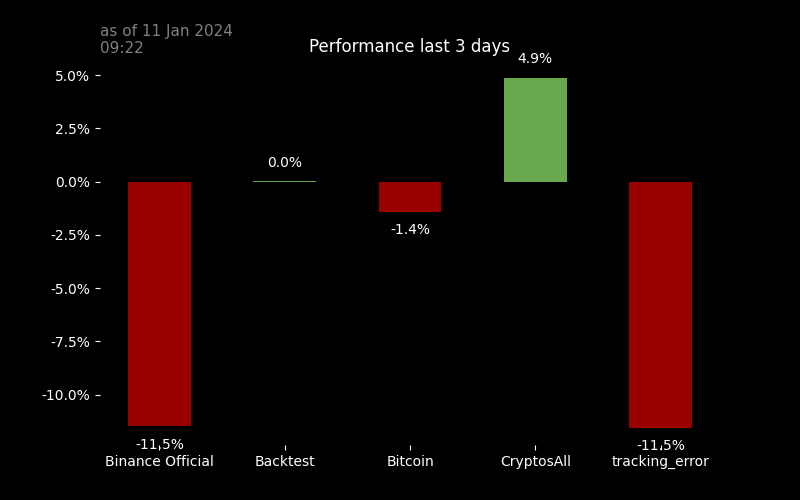 as of 11 Jan 2024
09:22
Performance last 3 days
5.0%
2.5%
0.0%
-2.5%
-5.0%
-7.5%
-10.0%
-11.5%
0.0%
-1.4%
4.9%
-11.5%
Binance Official
Backtest
Bitcoin
CryptosAll
tracking_error